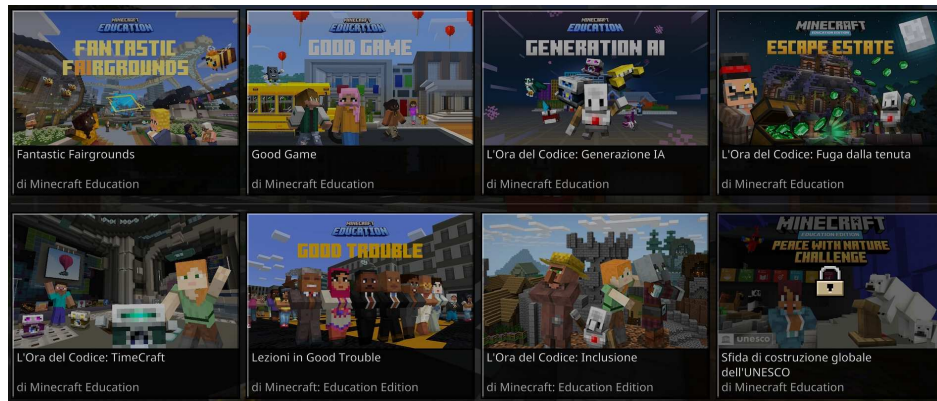 MINECRAFT
EDUCATION
FANTASTIC
FAIRGROUNDS
Fantastic Fairgrounds
di Minecraft Education
MINECRAFT
EDUCATION
GOOD GAME
Good Game
di Minecraft Education
MINECRAFT
EDUCATION
GENERATION AI
L'Ora del Codice: Generazione IA
di Minecraft Education
MINECRAFT
EDUCATION EDITION
ESCAPE ESTATE
L'Ora del Codice: Fuga dalla tenuta
di Minecraft Education
L'Ora del Codice: TimeCraft
di Minecraft Education
MINECRAFT
EDUCATION
GOOD TROUBLE
Lezioni in Good Trouble
di Minecraft: Education Edition
L'Ora del Codice: Inclusione
di Minecraft: Education Edition
MINECRAFT
EDUCATION EDITION
PEACE WITH NATURE
CHALLENGE
unesco
Sfida di costruzione globale
dell'UNESCO
di Minecraft Education